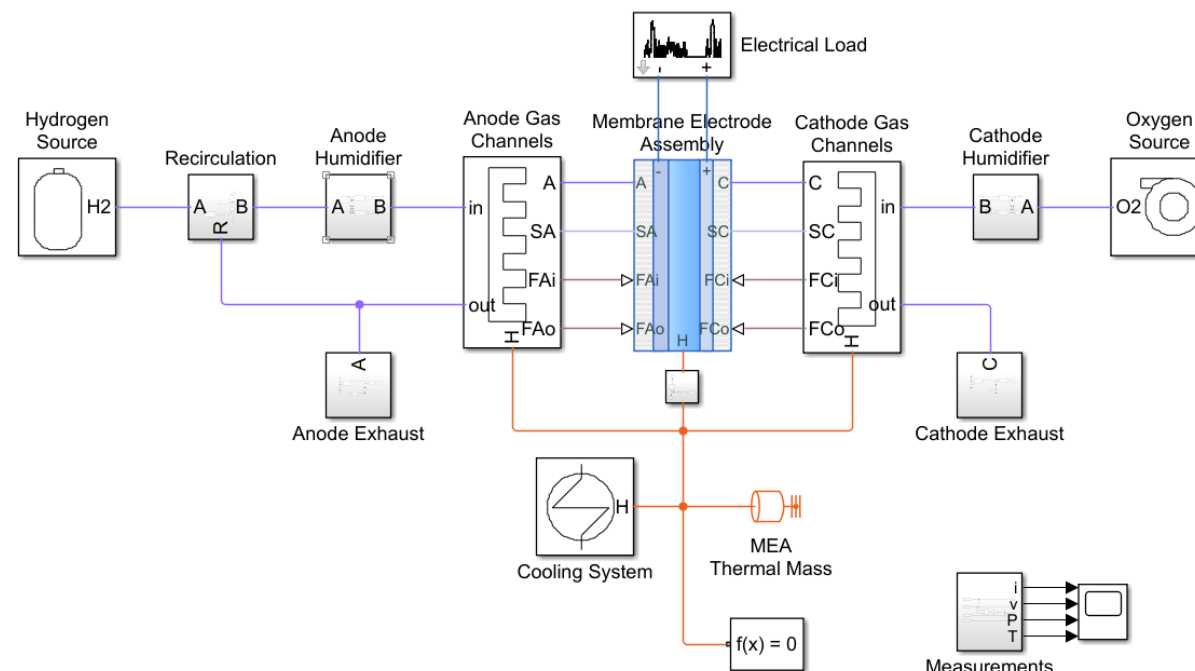 Electrical Load
- +
Hydrogen
Source
H2
Recirculation
A B
R
Anode
Humidifier
A B
Anode Gas
Channels
in
out
A
SA
FAi
FAo
H
Membrane Electrode
Assembly
- +
A C
SA SC
FAi FCi
FAo FCo
H
Cathode Gas
Channels
C
SC
FCi
FCo
in
out
H
Cathode
Humidifier
B A
Oxygen
Source
O2
A
Anode Exhaust
C
Cathode Exhaust
H
Cooling System
MEA
Thermal Mass
f(x) = 0
i
v
P
T
Measurements